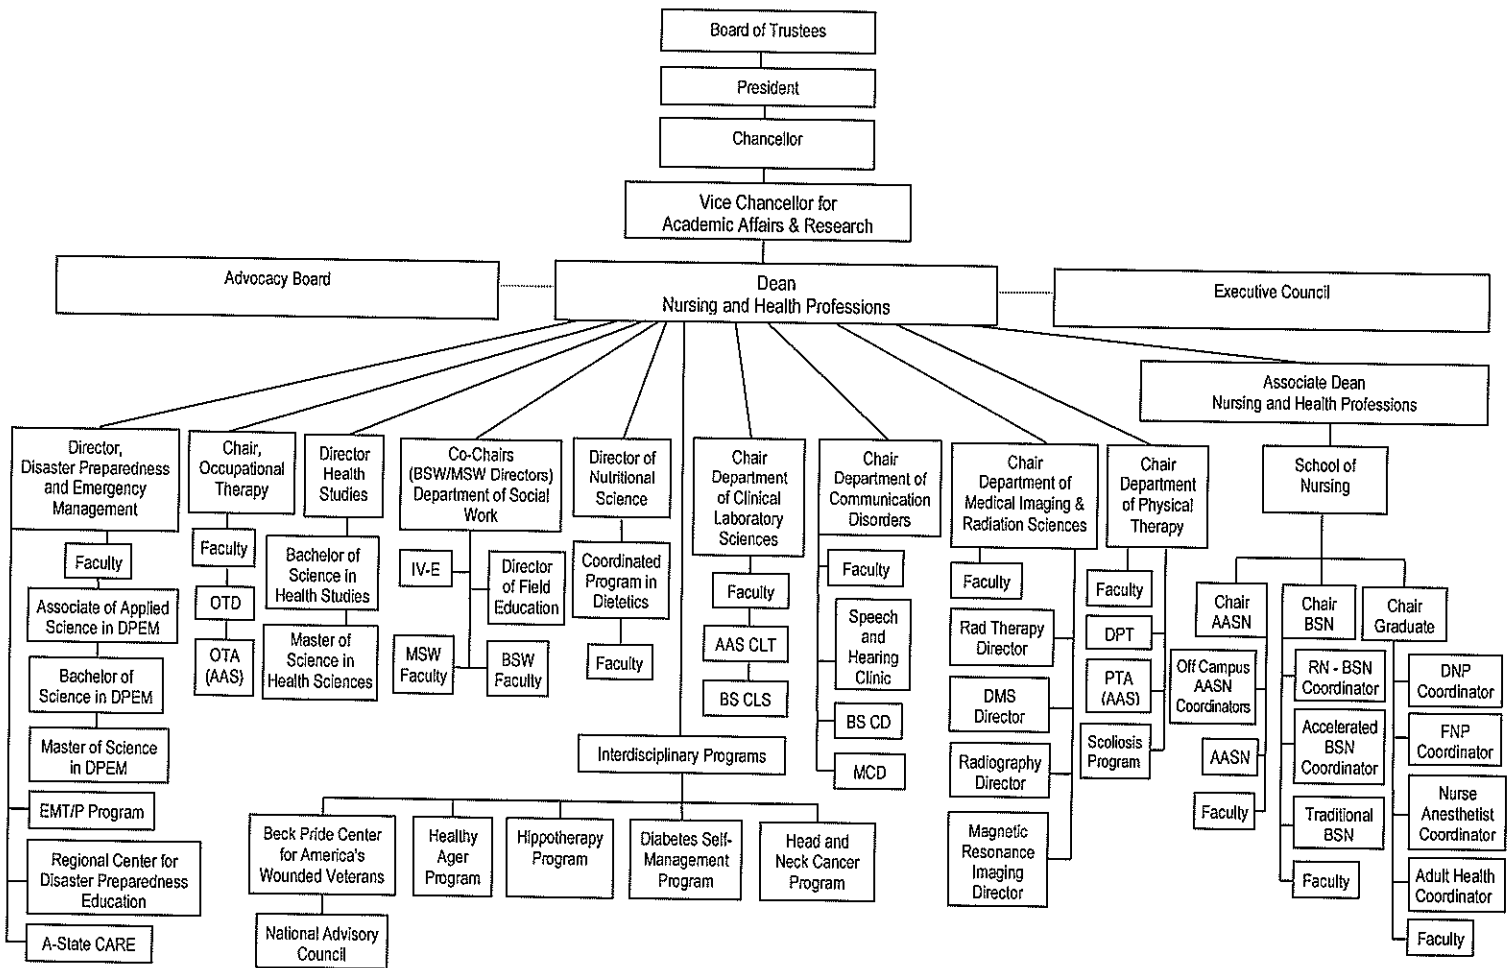 Board of Trustees
President
Chancellor
Vice Chancellor for
Academic Affairs & Research
Advocacy Board
Dean
Nursing and Health Professions
Executive Council
Associate Dean
Nursing and Health Professions
Director,
Disaster Preparedness
and Emergency
Management
Faculty
Associate of Applied
Science in DPEM
Bachelor of
Science in DPEM
Master of Science
in DPEM
EMT/P Program
Regional Center for
Disaster Preparedness
Education
A-State CARE
Chair,
Occupational
Therapy
Faculty
OTD
OTA
(AAS)
Director
Health
Studies
Bachelor of
Science in
Health Studies
Master of
Science in
Health Sciences
Co-Chairs
(BSW/MSW Directors)
Department of Social
Work
IV-E
Director
of Field
Education
MSW
Faculty
BSW
Faculty
Director of
Nutritional
Science
Coordinated
Program in
Dietetics
Faculty
Interdisciplinary Programs
Beck Pride Center
for America's
Wounded Veterans
National Advisory
Council
Healthy
Ager
Program
Hippotherapy
Program
Diabetes Self-
Management
Program
Head and
Neck Cancer
Program
Chair
Department
of Clinical
Laboratory
Sciences
Faculty
AAS CLT
BS CLS
Chair
Department of
Communication
Disorders
Faculty
Speech
and
Hearing
Clinic
BS CD
MCD
Chair
Department of
Medical Imaging &
Radiation Sciences
Faculty
Rad Therapy
Director
DMS
Director
Radiography
Director
Magnetic
Resonance
Imaging
Director
Chair
Department
of Physical
Therapy
Faculty
DPT
PTA
(AAS)
Scoliosis
Program
School of
Nursing
Chair
AASN
Off Campus
AASN
Coordinators
AASN
Faculty
Chair
BSN
RN - BSN
Coordinator
Accelerated
BSN
Coordinator
Traditional
BSN
Faculty
Chair
Graduate
DNP
Coordinator
FNP
Coordinator
Nurse
Anesthetist
Coordinator
Adult Health
Coordinator
Faculty